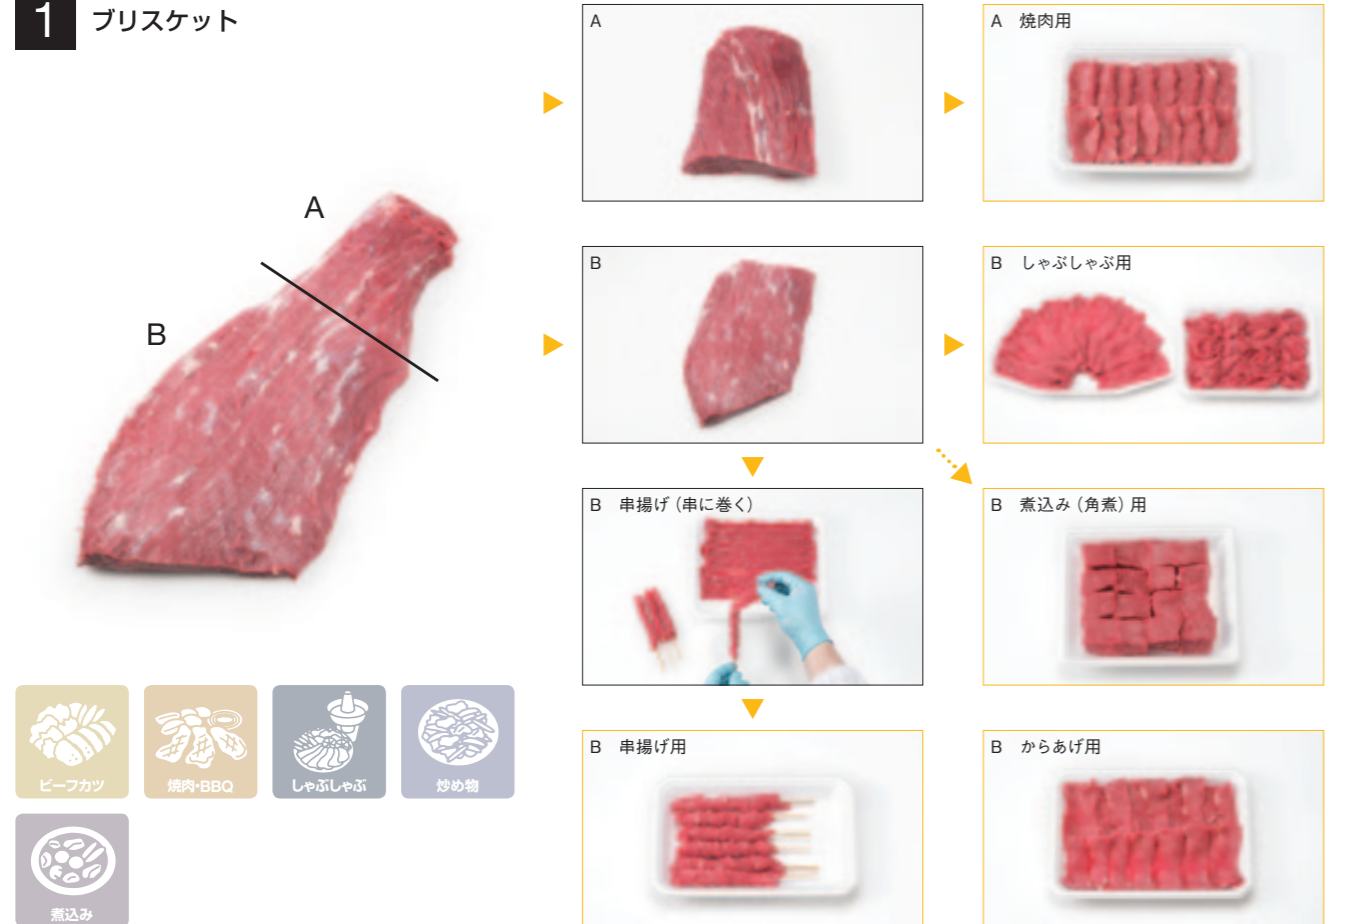 1 ブリスケット
A
B
A
A 焼肉用
B
B しゃぶしゃぶ用
B 串揚げ（串に巻く）
B 煮込み（角煮）用
B 串揚げ用
B からあげ用
ビーフカツ
焼肉・BBQ
しゃぶしゃぶ
炒め物
煮込み